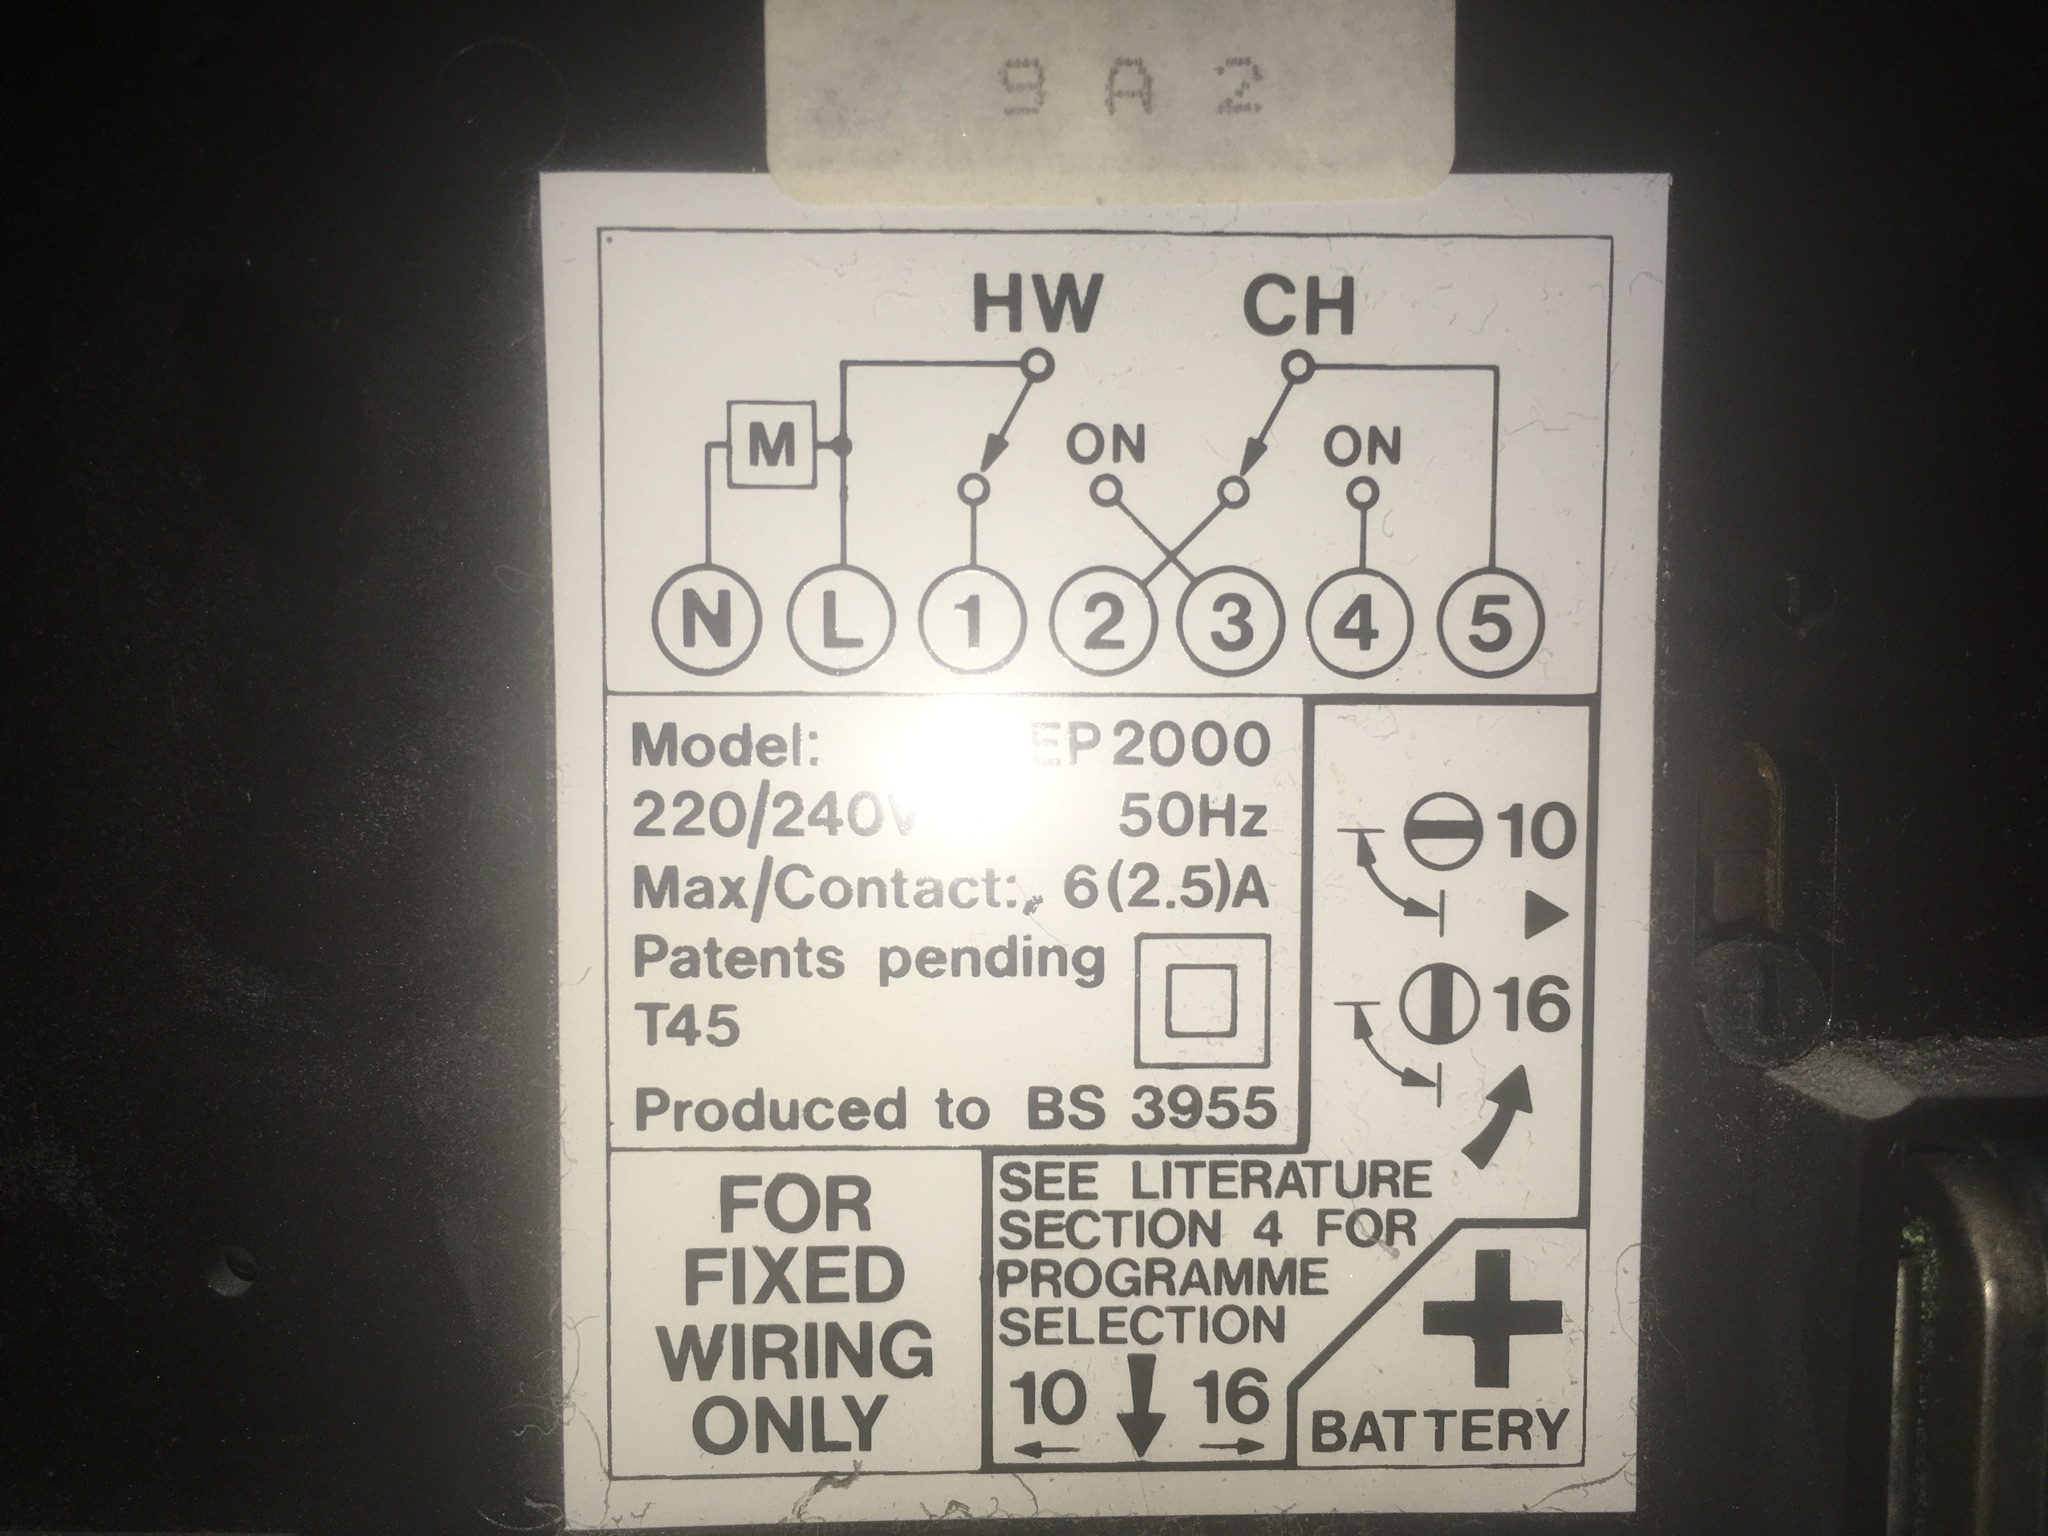 9 A 2
HW CH
M ON ON
N L 1 2 3 4 5
Model: EP2000
220/240V 50Hz
Max/Contact: 6(2.5)A
Patents pending
T45
Produced to BS 3955
10
16
FOR
FIXED
WIRING
ONLY
SEE LITERATURE
SECTION 4 FOR
PROGRAMME
SELECTION
10 16
BATTERY